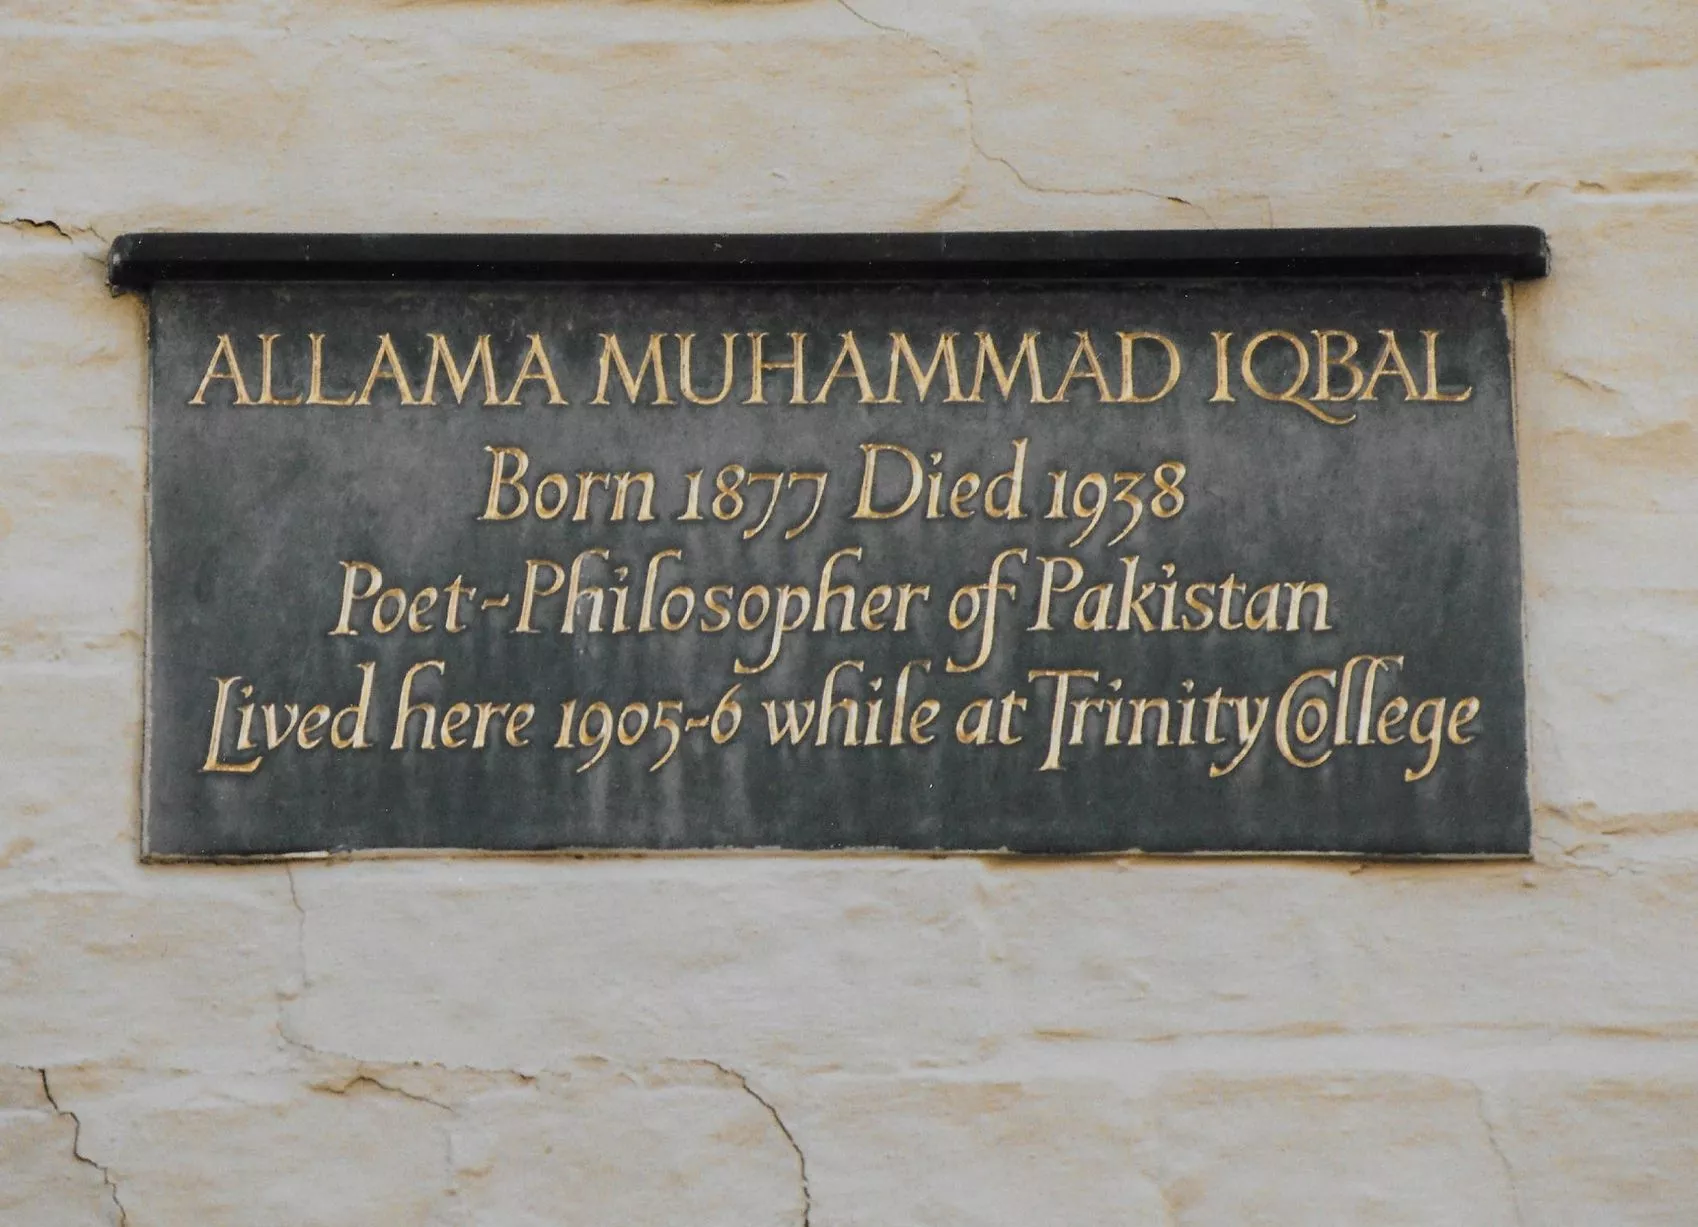 ALLAMA MUHAMMAD IQBAL
Born 1877 Died 1938
Poet-Philosopher of Pakistan
Lived here 1905-6 while at Trinity College